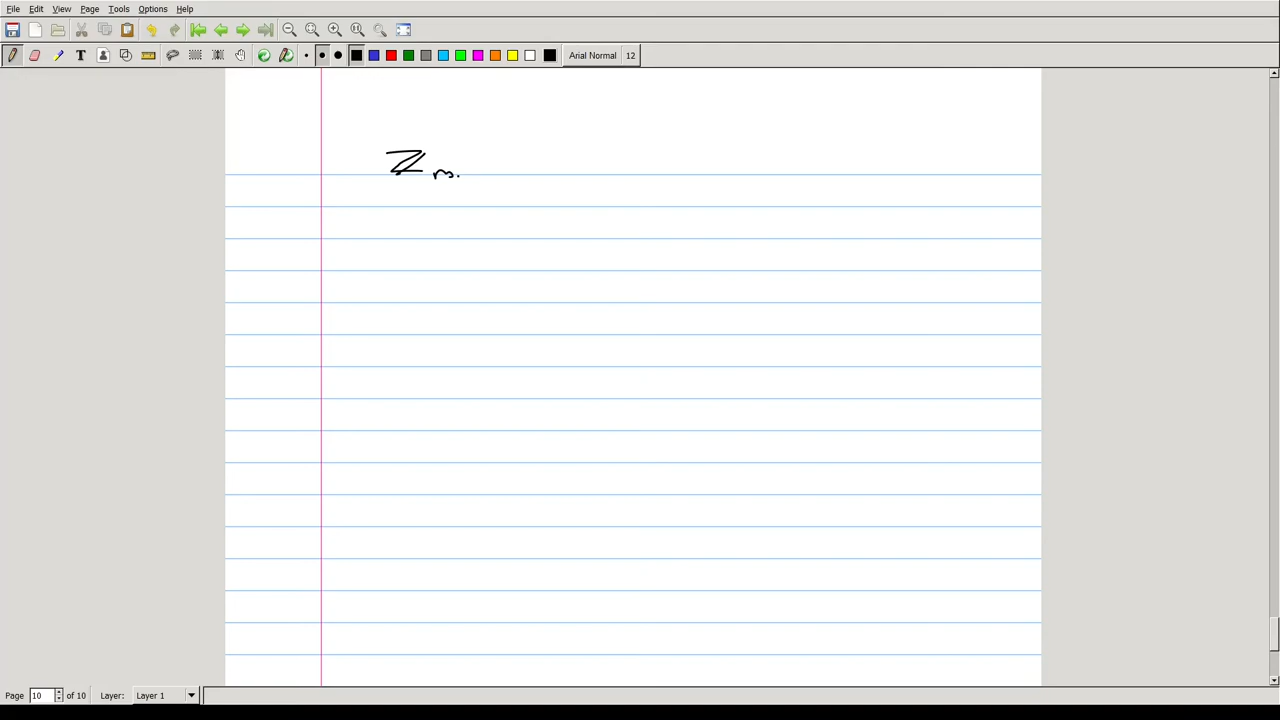 File Edit View Page Tools Options Help
T Arial Normal 12
ℤ
Page 10 of 10 Layer: Layer 1